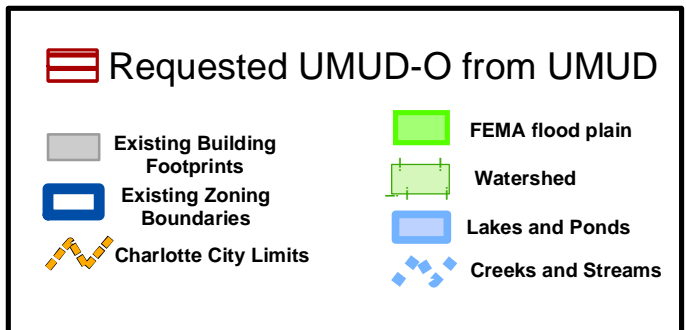 Requested UMUD-O from UMUD
Existing Building
Footprints
Existing Zoning
Boundaries
Charlotte City Limits
FEMA flood plain
Watershed
Lakes and Ponds
Creeks and Streams